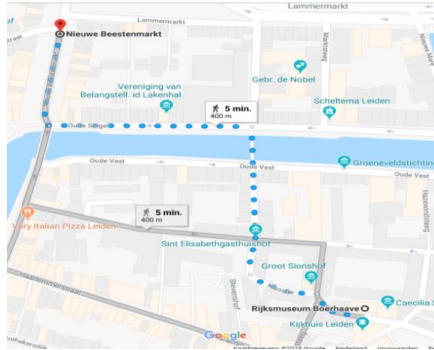 Lammermarkt
Lammermarkt
Nieuwe Beestenmarkt
Gebr. de Nobel
Vereniging van
Belangstell. id Lakenhal
Marktsteeg
Scheltema Leiden
5 min.
400 m
Oude Singel
Oude Vest
Oude Vest
Groeneveldstichting
5 min.
400 m
Very Italian Pizza Leiden
Sint Elisabethgasthuishof
Groot Sionshof
Rijksmuseum Boerhaave
Caecilia S
Kijkhuis Leiden
Google